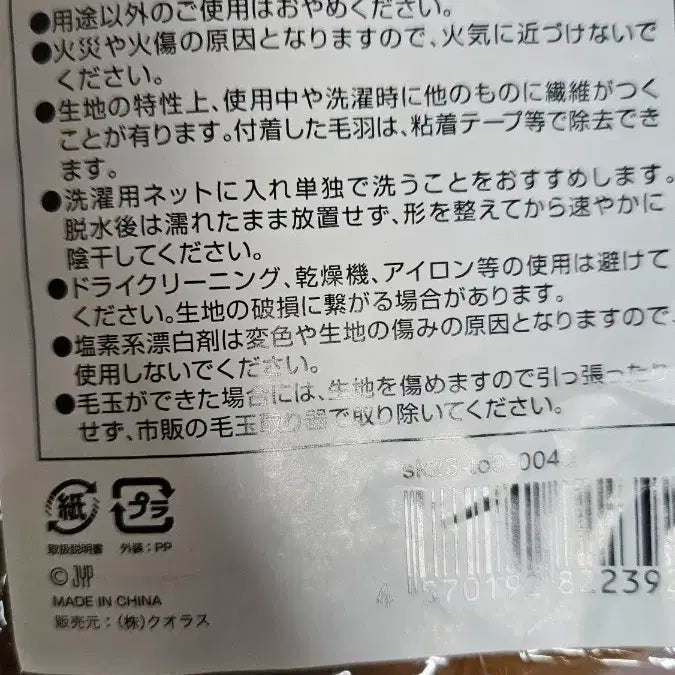 ●用途以外のご使用はおやめください。
●火災や火傷の原因となりますので、火気に近づけないで
ください。
●生地の特性上、使用中や洗濯時に他のものに繊維がつく
ことが有ります。付着した毛羽は、粘着テープ等で除去でき
ます。
●洗濯用ネットに入れ単独で洗うことをおすすめします。
脱水後は濡れたまま放置せず、形を整えてから速やかに
陰干してください。
●ドライクリーニング、乾燥機、アイロン等の使用は避けて
ください。生地の破損に繋がる場合があります。
●塩素系漂白剤は変色や生地の傷みの原因となりますので、
使用しないでください。
●毛玉ができた場合には、生地を傷めますので引っ張ったり
せず、市販の毛玉取り器で取り除いてください。
紙 プラ
取扱説明書 外装：PP
© JYP
MADE IN CHINA
販売元：（株）クオラス